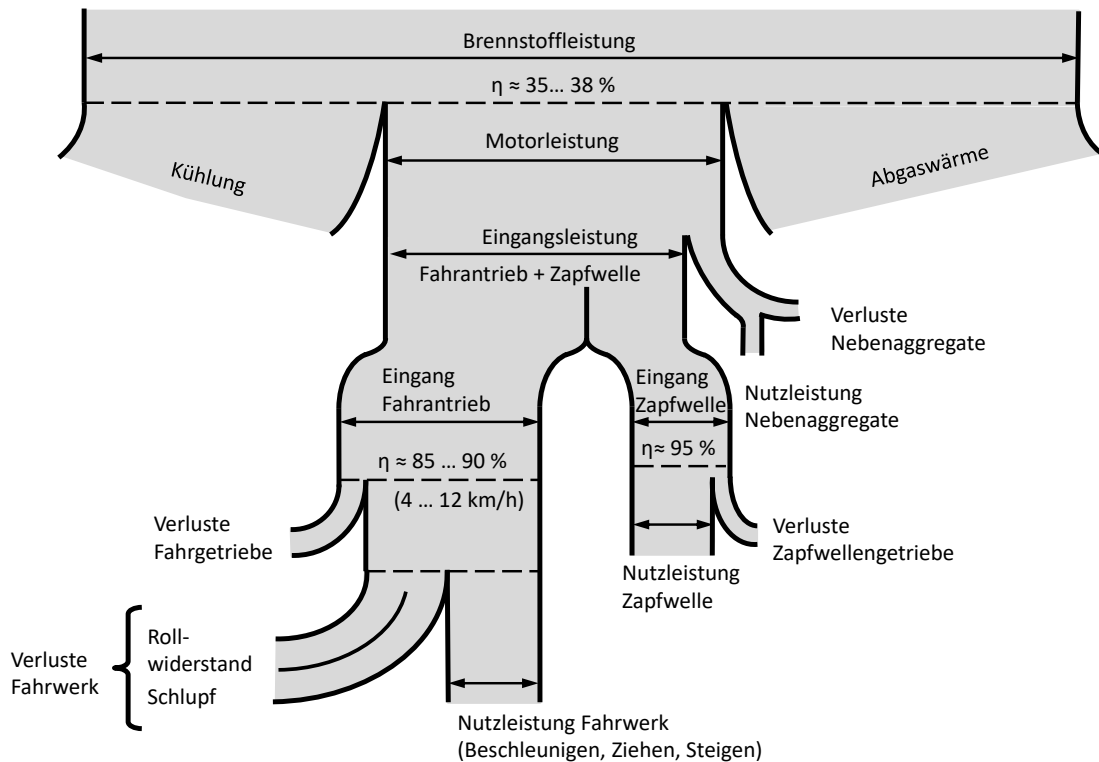 Brennstoffleistung
η ≈ 35... 38 %
Motorleistung
Kühlung
Abgaswärme
Eingangsleistung
Fahrantrieb + Zapfwelle
Verluste
Nebenaggregate
Eingang
Fahrantrieb
Eingang
Zapfwelle
Nutzleistung
Nebenaggregate
η ≈ 85 ... 90 %
(4 ... 12 km/h)
η≈ 95 %
Verluste
Fahrgetriebe
Verluste
Zapfwellengetriebe
Nutzleistung
Zapfwelle
Verluste
Fahrwerk
Roll-
widerstand
Schlupf
Nutzleistung Fahrwerk
(Beschleunigen, Ziehen, Steigen)